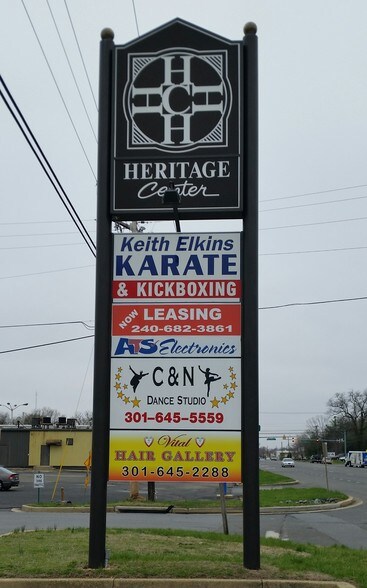 H
H C H
H
HERITAGE
Center
Keith Elkins
KARATE
& KICKBOXING
NOW LEASING
240-682-3861
ATS Electronics
C & N
DANCE STUDIO
301-645-5559
Vital
HAIR GALLERY
301-645-2288